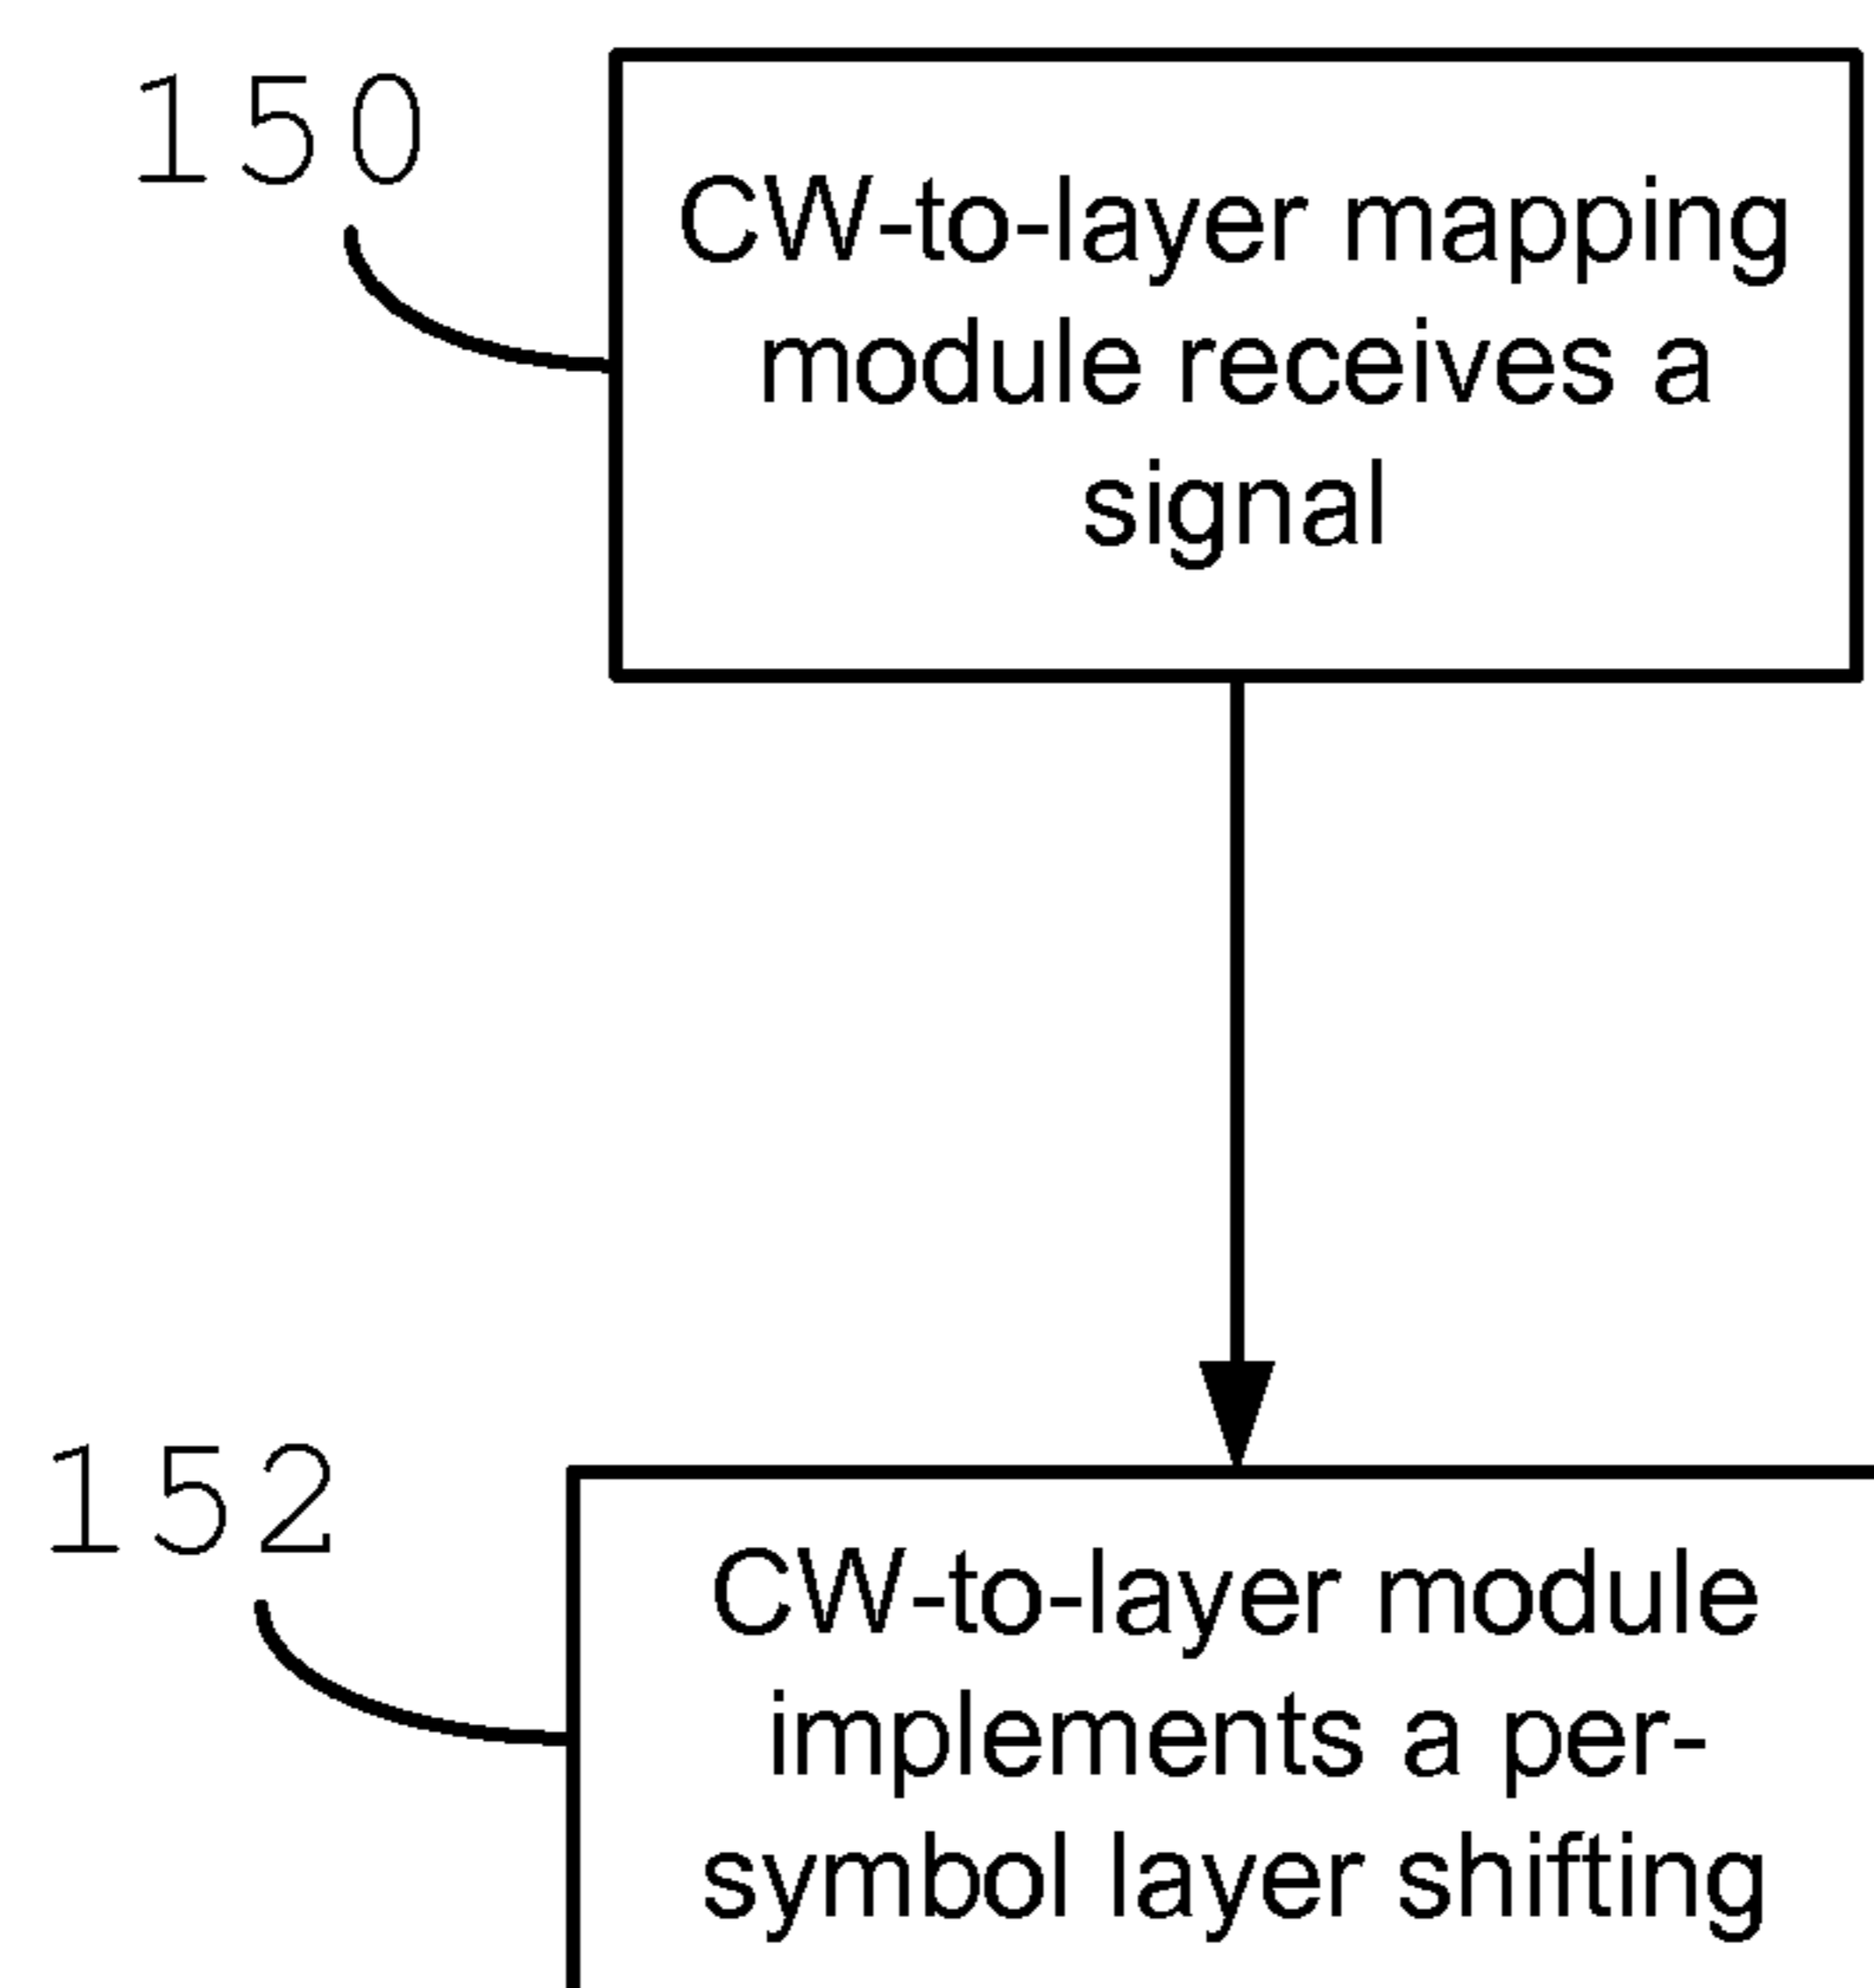 150
CW-to-layer mapping
module receives a
signal
152
CW-to-layer module
implements a per-
symbol layer shifting